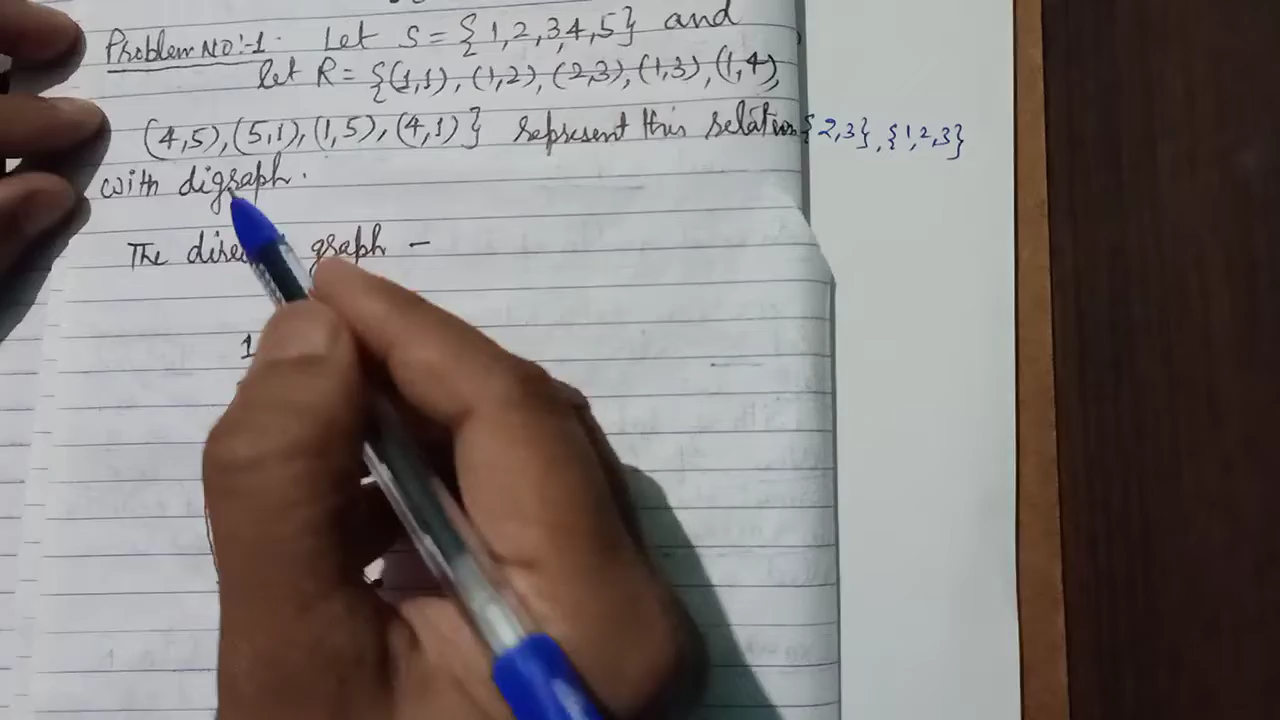 Problem No:-1. Let S = {1,2,3,4,5} and
let R = {(1,1), (1,2), (2,3), (1,3), (1,4),
(4,5), (5,1), (1,5), (4,1)} represent this relation {2,3}, {1,2,3}
with digraph.
The graph -
1